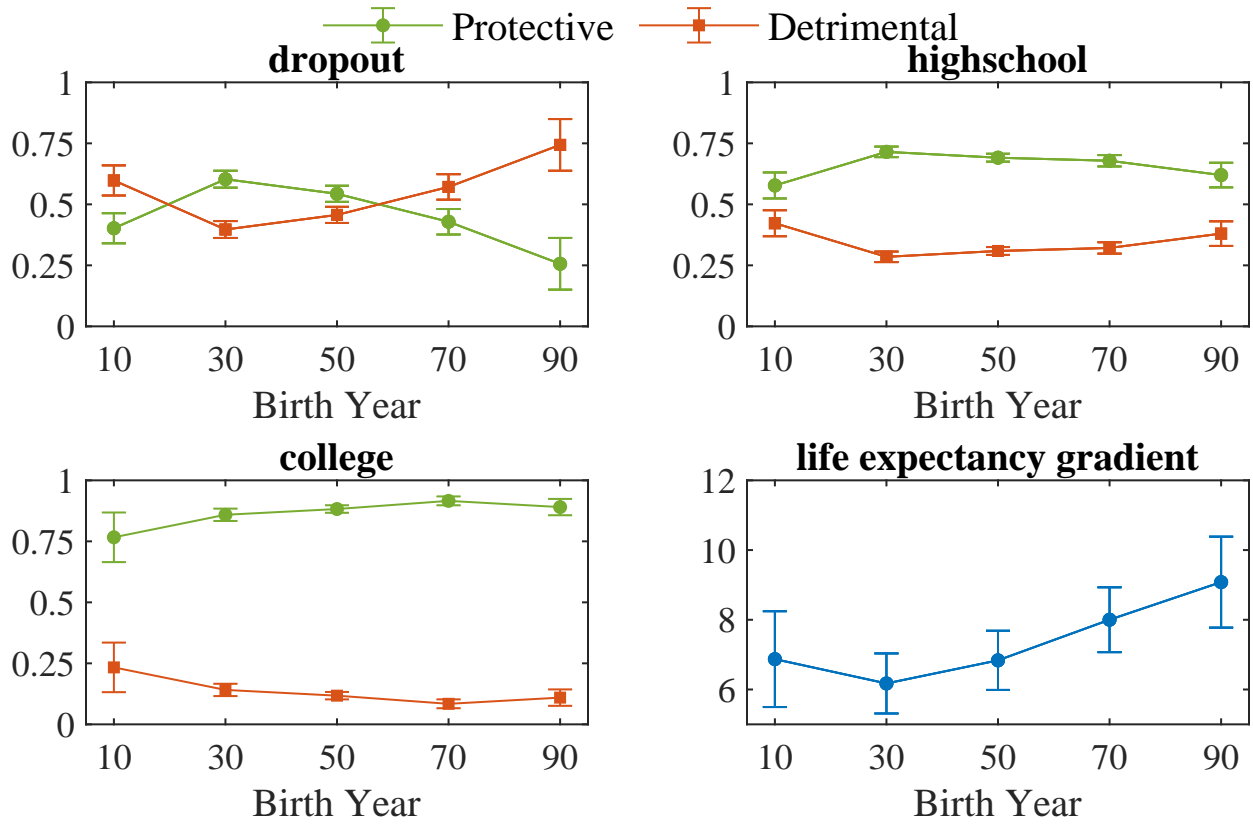 Protective Detrimental
dropout
1
0.75
0.5
0.25
0
10 30 50 70 90
Birth Year
highschool
1
0.75
0.5
0.25
0
10 30 50 70 90
Birth Year
college
1
0.75
0.5
0.25
0
10 30 50 70 90
Birth Year
life expectancy gradient
12
10
8
6
10 30 50 70 90
Birth Year